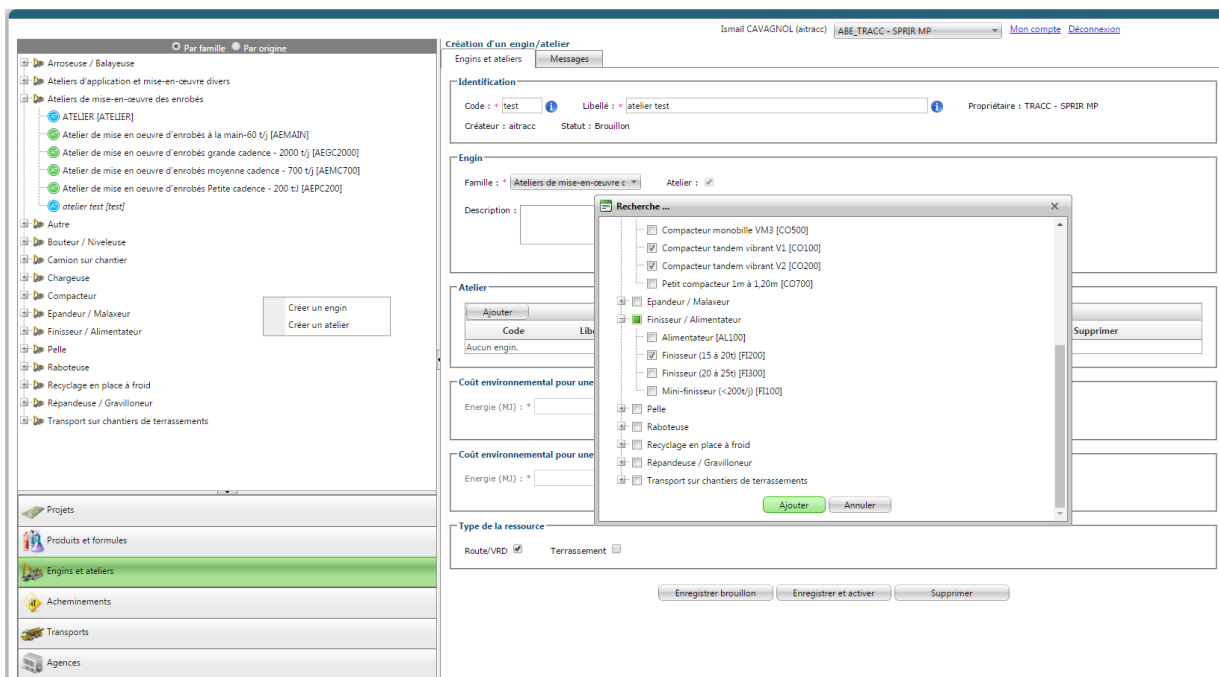 Ismaïl CAVAGNOL (aitracc) ABE_TRACC - SPRIR MP Mon compte Déconnexion
Par famille Par origine
Arroseuse / Balayeuse
Ateliers d'application et mise-en-œuvre divers
Ateliers de mise-en-œuvre des enrobés
ATELIER [ATELIER]
Atelier de mise en oeuvre d'enrobés à la main-60 t/j [AEMAIN]
Atelier de mise en oeuvre d'enrobés grande cadence - 2000 t/j [AEGC2000]
Atelier de mise en oeuvre d'enrobés moyenne cadence - 700 t/j [AEMC700]
Atelier de mise en oeuvre d'enrobés Petite cadence - 200 tJ [AEPC200]
atelier test [test]
Autre
Bouteur / Niveleuse
Camion sur chantier
Chargeuse
Compacteur
Epandeur / Malaxeur
Finisseur / Alimentateur
Pelle
Raboteuse
Recyclage en place à froid
Répandeuse / Gravilloneur
Transport sur chantiers de terrassements
Créer un engin
Créer un atelier
Projets
Produits et formules
Engins et ateliers
Acheminements
Transports
Agences
Création d'un engin/atelier
Engins et ateliers Messages
Identification
Code : * test Libellé : * atelier test Propriétaire : TRACC - SPRIR MP
Créateur : aitracc Statut : Brouillon
Engin
Famille : * Ateliers de mise-en-œuvre c Atelier :
Description :
Atelier
Ajouter
Code Libe Supprimer
Aucun engin.
Coût environnemental pour une
Energie (MJ) : *
Coût environnemental pour une
Energie (MJ) : *
Type de la ressource
Route/VRD Terrassement
Enregistrer brouillon Enregistrer et activer Supprimer
Recherche ...
Compacteur monobille VM3 [CO500]
Compacteur tandem vibrant V1 [CO100]
Compacteur tandem vibrant V2 [CO200]
Petit compacteur 1m à 1,20m [CO700]
Epandeur / Malaxeur
Finisseur / Alimentateur
Alimentateur [AL100]
Finisseur (15 à 20t) [FI200]
Finisseur (20 à 25t) [FI300]
Mini-finisseur (<200t/j) [FI100]
Pelle
Raboteuse
Recyclage en place à froid
Répandeuse / Gravilloneur
Transport sur chantiers de terrassements
Ajouter Annuler